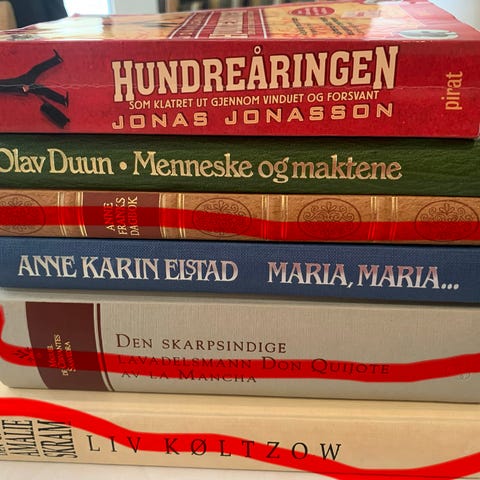 HUNDREÅRINGEN
SOM KLATRET UT GJENNOM VINDUET OG FORSVANT
JONAS JONASSON
pirat
Olav Duun • Menneske og maktene
ANNE
FRANKS
DAGBOK
ANNE KARIN ELSTAD MARIA, MARIA...
DEN SKARPSINDIGE
LAVADELSMANN DON QUIJOTE
AV LA MANCHA
AMALIE
SKRAM
LIV KØLTZOW